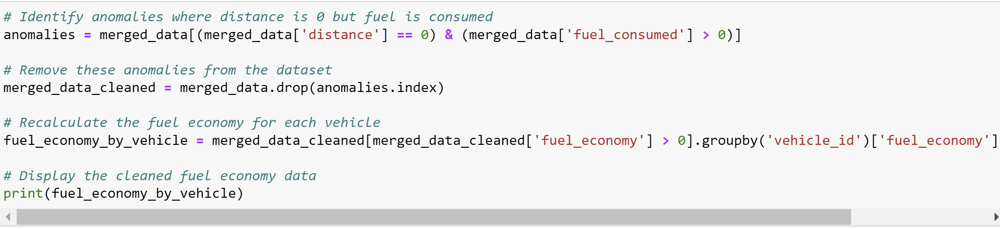 # Identify anomalies where distance is 0 but fuel is consumed
anomalies = merged_data[(merged_data['distance'] == 0) & (merged_data['fuel_consumed'] > 0)]
# Remove these anomalies from the dataset
merged_data_cleaned = merged_data.drop(anomalies.index)
# Recalculate the fuel economy for each vehicle
fuel_economy_by_vehicle = merged_data_cleaned[merged_data_cleaned['fuel_economy'] > 0].groupby('vehicle_id')['fuel_economy']
# Display the cleaned fuel economy data
print(fuel_economy_by_vehicle)